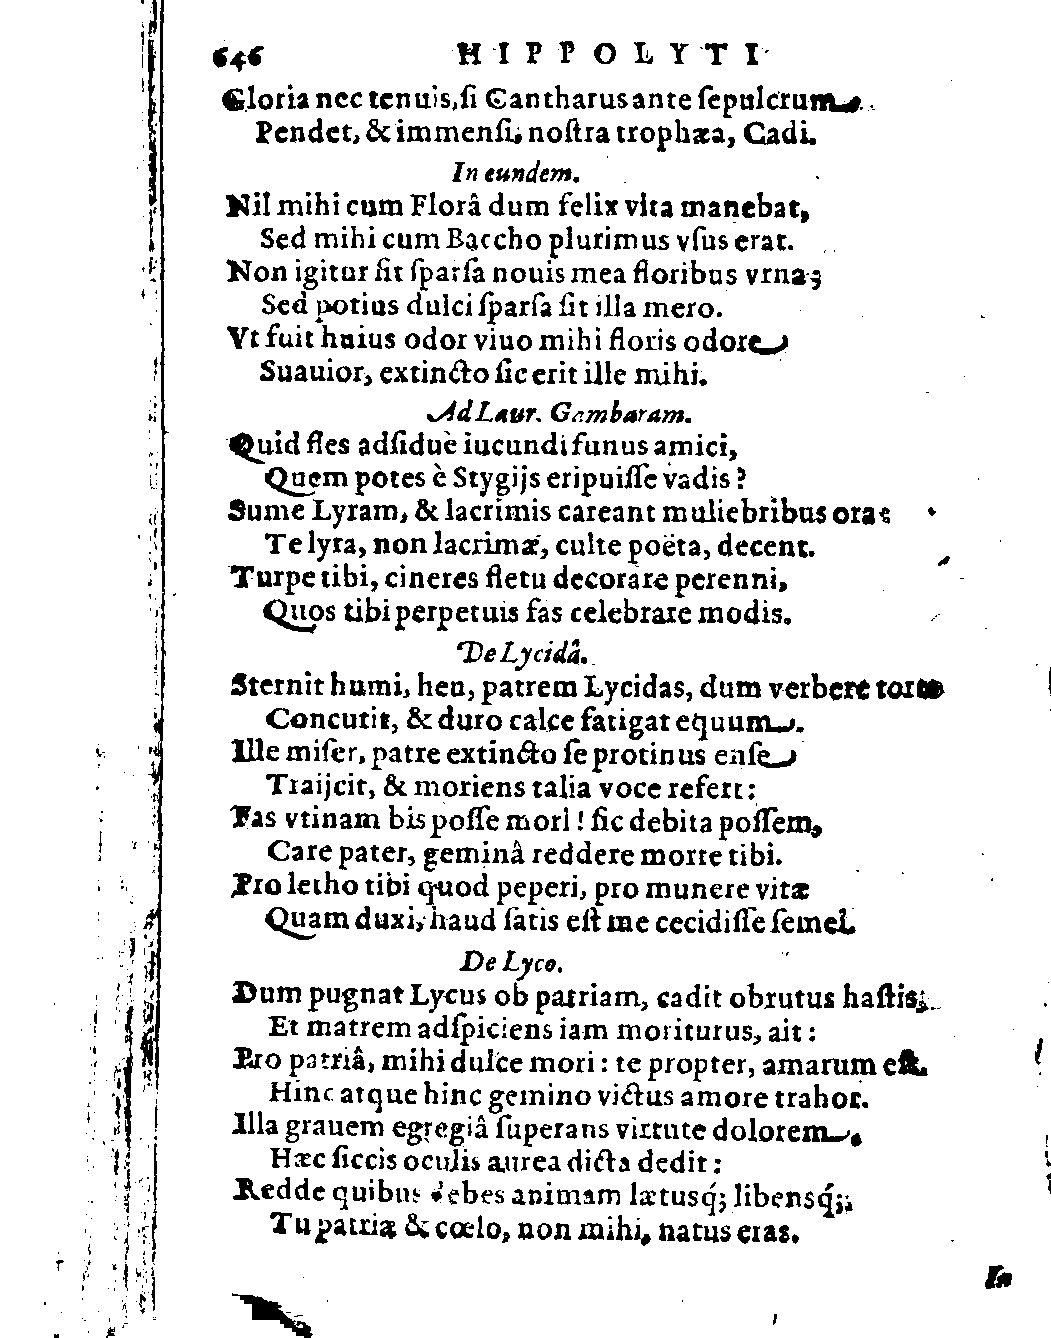 646 HIPPOLYTI
Gloria nec tenuis, ſi Cantharus ante ſepulcrum,
Pendet, & immenſi, noſtra trophæa, Cadi.
In eundem.
Nil mihi cum Florâ dum felix vita manebat,
Sed mihi cum Baccho plurimus vſus erat.
Non igitur ſit ſparſa nouis mea floribus vrna;
Sed potius dulci ſparſa ſit illa mero.
Vt fuit huius odor viuo mihi floris odore
Suauior, extincto ſic erit ille mihi.
Ad Laur. Gambaram.
Quid fles adſiduè iucundi funus amici,
Quem potes è Stygijs eripuiſſe vadis?
Sume Lyram, & lacrimis careant muliebribus ora:
Te lyra, non lacrimæ, culte poëta, decent.
Turpe tibi, cineres fletu decorare perenni,
Quos tibi perpetuis fas celebrare modis.
De Lycidâ.
Sternit humi, heu, patrem Lycidas, dum verbere torto
Concutit, & duro calce fatigat equum.
Ille miſer, patre extincto ſe protinus enſe
Traijcit, & moriens talia voce refert:
Fas vtinam bis poſſe mori! ſic debita poſſem,
Care pater, geminâ reddere morte tibi.
Pro letho tibi quod peperi, pro munere vitæ
Quam duxi, haud ſatis eſt me cecidiſſe ſemel.
De Lyco.
Dum pugnat Lycus ob patriam, cadit obrutus haſtis;
Et matrem adſpiciens iam moriturus, ait:
Pro patriâ, mihi dulce mori: te propter, amarum eſt.
Hinc atque hinc gemino victus amore trahor.
Illa grauem egregiâ ſuperans virtute dolorem,
Hæc ſiccis oculis aurea dicta dedit:
Redde quibus debes animam lætusq́; libensq́;,
Tu patriæ & cœlo, non mihi, natus eras.
In